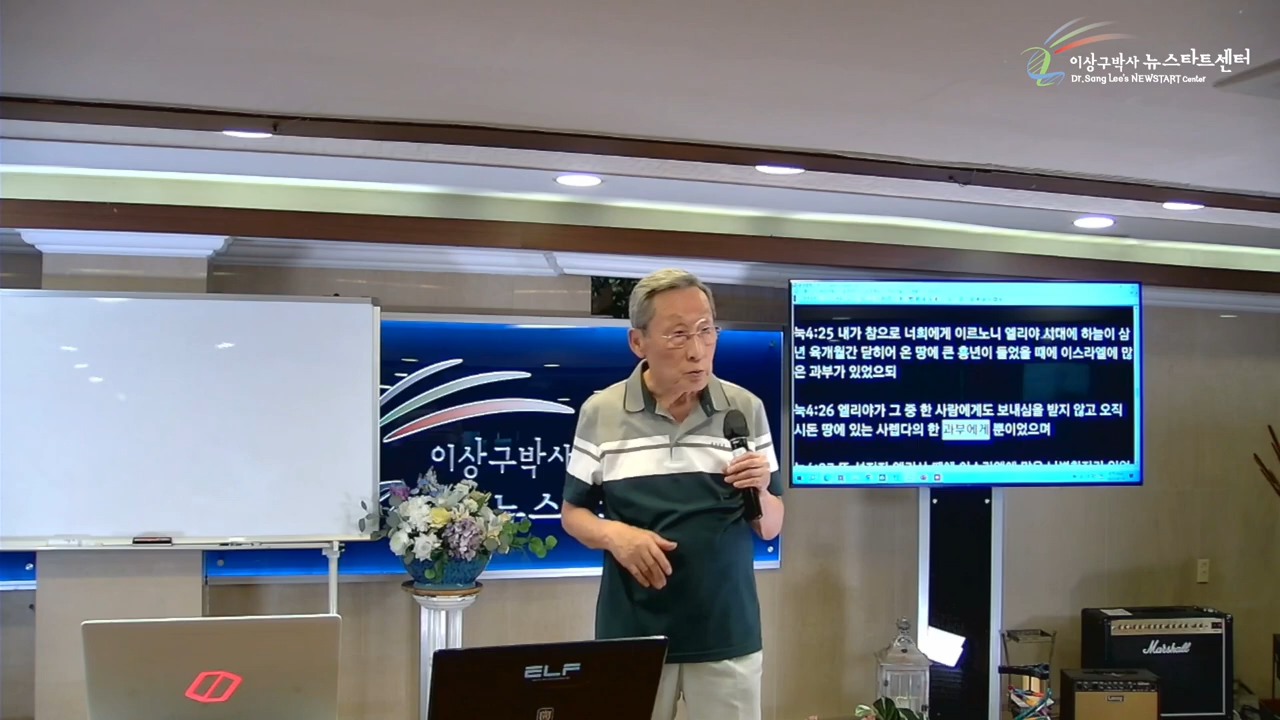 이상구박사 뉴스타트센터
Dr. Sang Lee's NEWSTART Center
눅4:25 내가 참으로 너희에게 이르노니 엘리야 시대에 하늘이 삼
년 육개월간 닫히어 온 땅에 큰 흉년이 들었을 때에 이스라엘에 많
은 과부가 있었으되
눅4:26 엘리야가 그 중 한 사람에게도 보내심을 받지 않고 오직
시돈 땅에 있는 사렙다의 한 과부에게 뿐이었으며
이상구박사
뉴스
ELF
Marshall
Laney